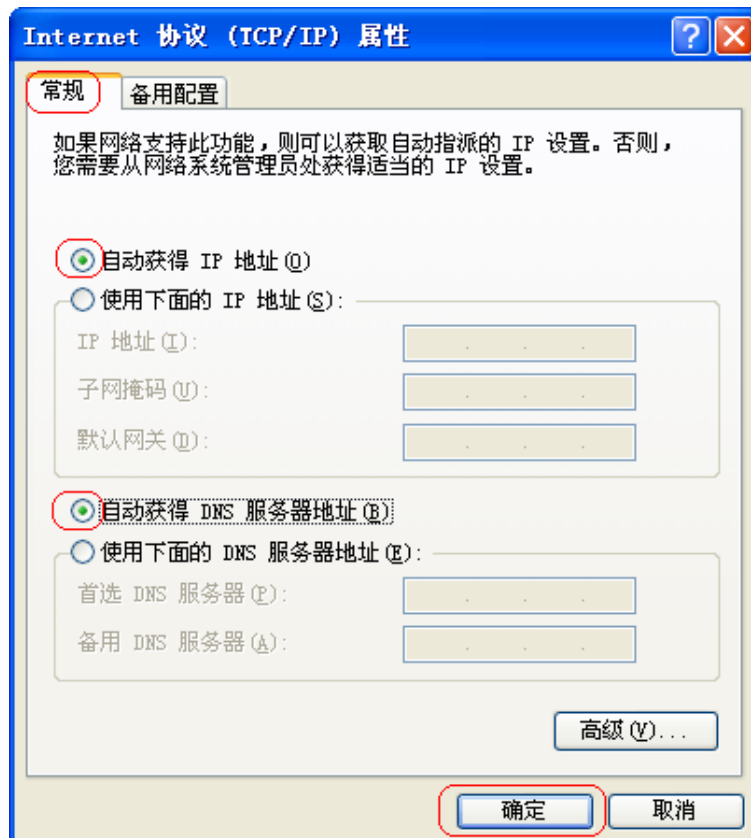 Internet 协议 (TCP/IP) 属性
常规 备用配置
如果网络支持此功能,则可以获取自动指派的 IP 设置。否则,
您需要从网络系统管理员处获得适当的 IP 设置。
自动获得 IP 地址(O)
使用下面的 IP 地址(S):
IP 地址(I):
子网掩码(U):
默认网关(D):
自动获得 DNS 服务器地址(B)
使用下面的 DNS 服务器地址(E):
首选 DNS 服务器(P):
备用 DNS 服务器(A):
高级(V)...
确定 取消